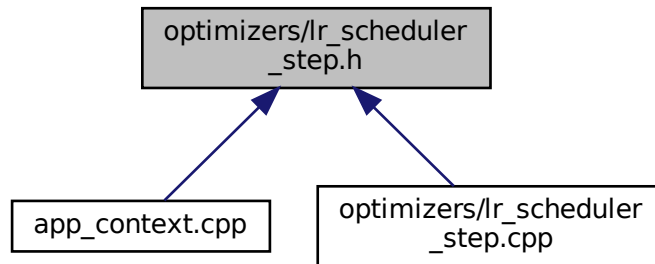 optimizers/lr_scheduler
_step.h
app_context.cpp
optimizers/lr_scheduler
_step.cpp